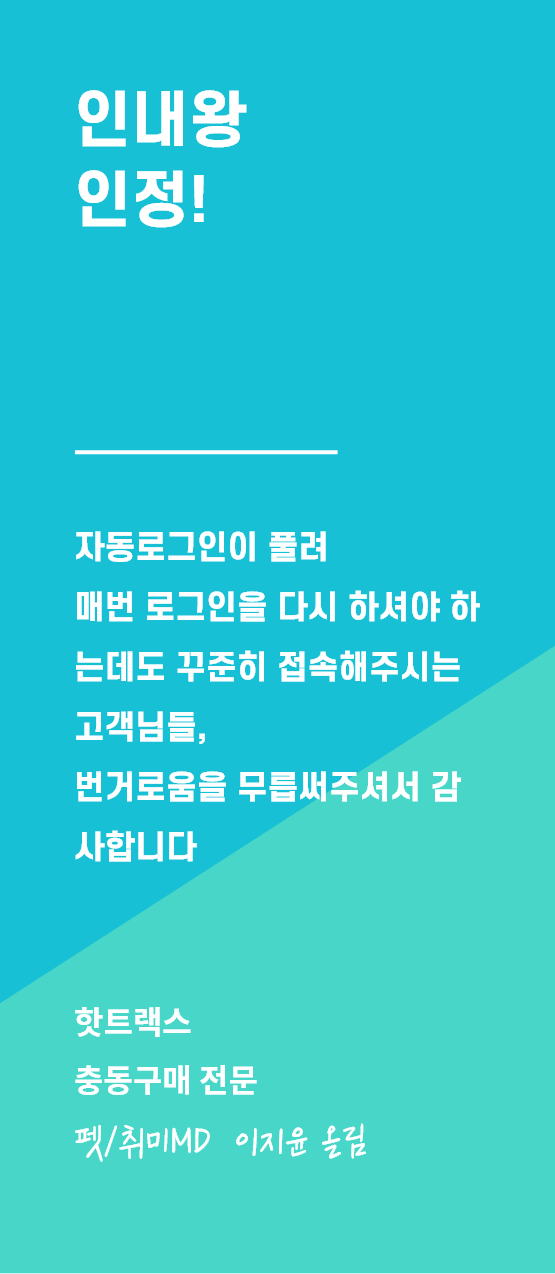 인내왕
인정!
자동로그인이 풀려
매번 로그인을 다시 하셔야 하
는데도 꾸준히 접속해주시는
고객님들,
번거로움을 무릅써주셔서 감
사합니다
핫트랙스
충동구매 전문
펫/취미MD 이지윤 올림